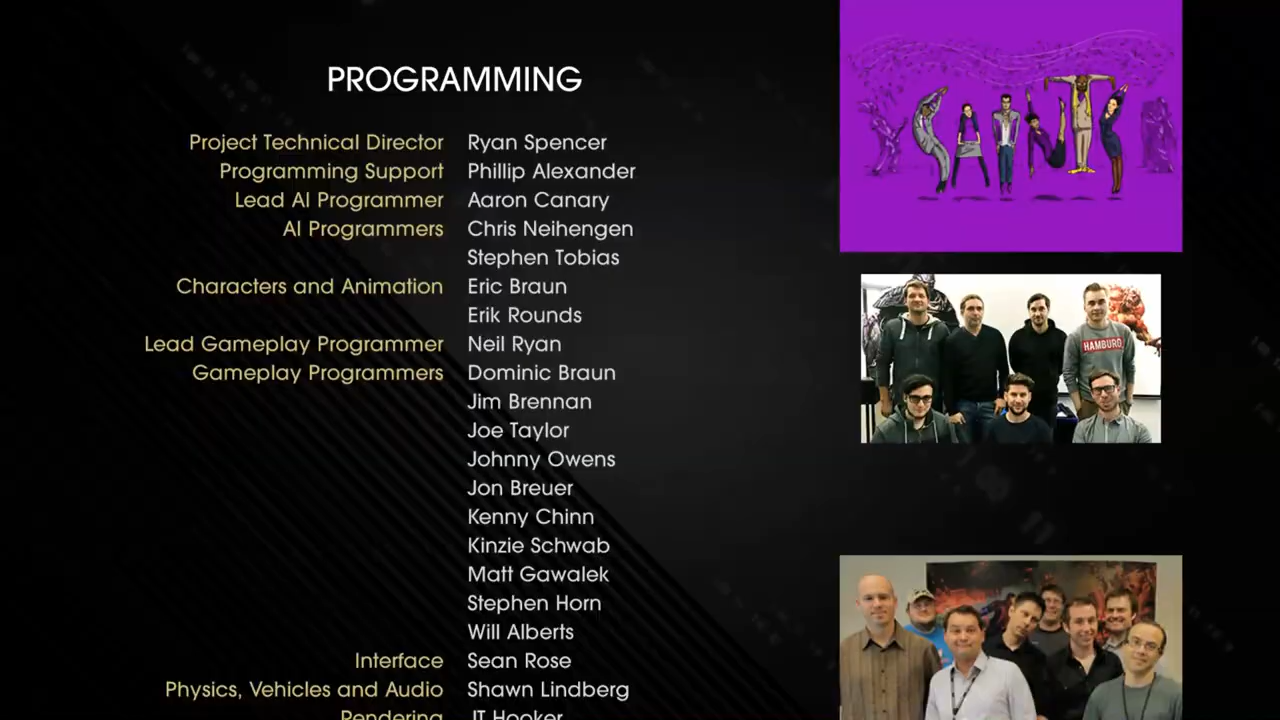 PROGRAMMING
Project Technical Director Ryan Spencer
Programming Support Phillip Alexander
Lead AI Programmer Aaron Canary
AI Programmers Chris Neihengen
Stephen Tobias
Characters and Animation Eric Braun
Erik Rounds
Lead Gameplay Programmer Neil Ryan
Gameplay Programmers Dominic Braun
Jim Brennan
Joe Taylor
Johnny Owens
Jon Breuer
Kenny Chinn
Kinzie Schwab
Matt Gawalek
Stephen Horn
Will Alberts
Interface Sean Rose
Physics, Vehicles and Audio Shawn Lindberg
Rendering JT Hooker
HAMBURG